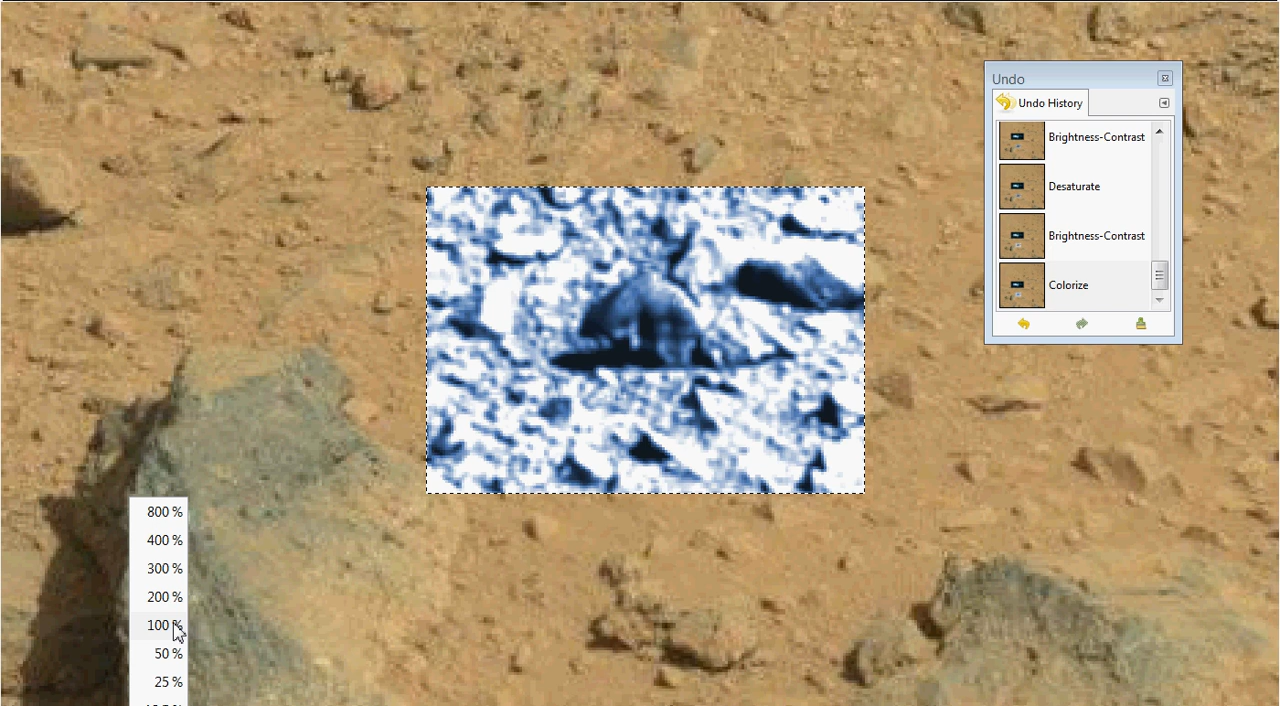 Undo
Undo History
Brightness-Contrast
Desaturate
Brightness-Contrast
Colorize
800 %
400 %
300 %
200 %
100 %
50 %
25 %